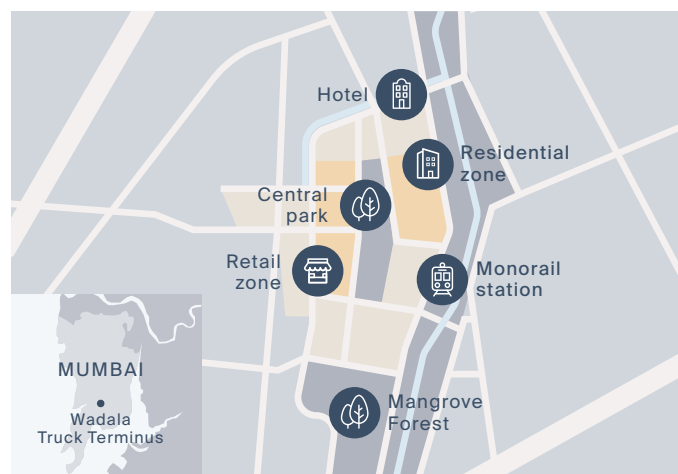 Hotel
Residential
zone
Central
park
Retail
zone
Monorail
station
MUMBAI
Wadala
Truck Terminus
Mangrove
Forest